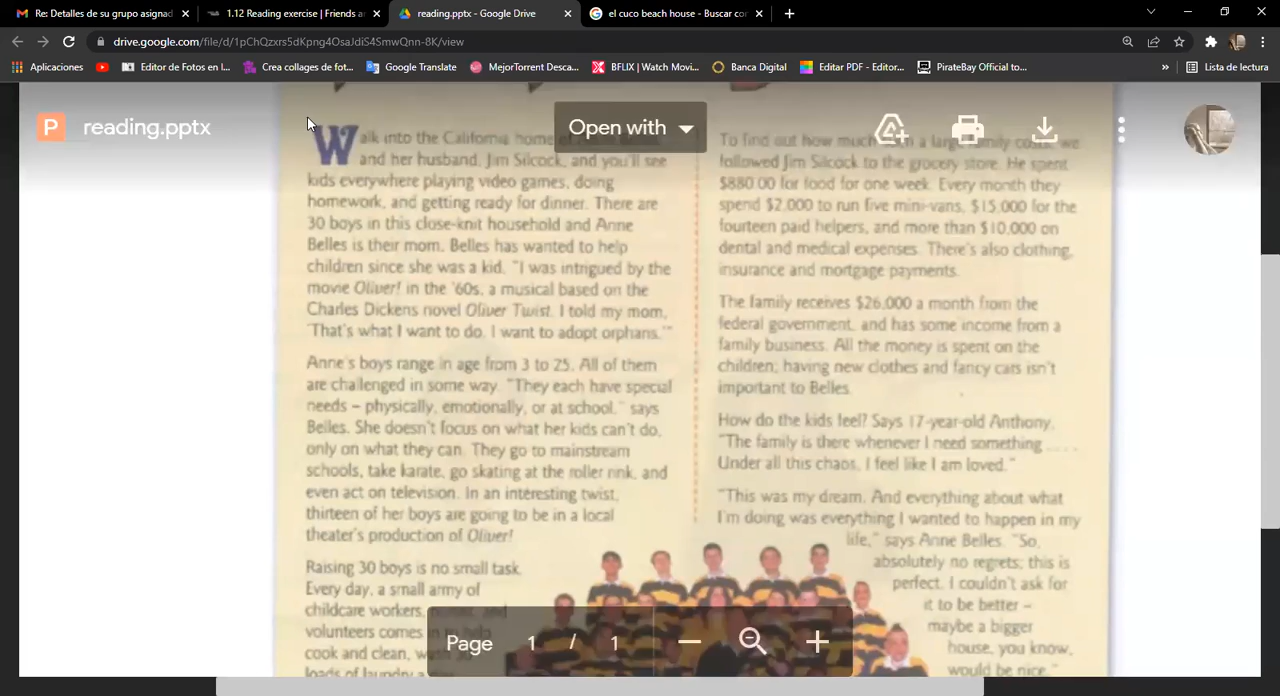 Re: Detalles de su grupo asignad
1.12 Reading exercise | Friends a
reading.pptx - Google Drive
el cuco beach house - Buscar co
drive.google.com/file/d/1pChQzxrs5dKpng4OsaJdiS4SmwQnn-8K/view
Aplicaciones
Editor de Fotos en l...
Crea collages de fot...
Google Translate
MejorTorrent Desca...
BFLIX | Watch Movi...
Banca Digital
Editar PDF - Editor...
PirateBay Official to...
Lista de lectura
P reading.pptx
Open with
Walk into the California home of
and her husband, Jim Silcock, and you'll see
kids everywhere playing video games, doing
homework, and getting ready for dinner. There are
30 boys in this close-knit household and Anne
Belles is their mom. Belles has wanted to help
children since she was a kid. "I was intrigued by the
movie Oliver! in the '60s, a musical based on the
Charles Dickens novel Oliver Twist. I told my mom,
'That's what I want to do. I want to adopt orphans.'"
Anne's boys range in age from 3 to 25. All of them
are challenged in some way. "They each have special
needs – physically, emotionally, or at school," says
Belles. She doesn't focus on what her kids can't do,
only on what they can. They go to mainstream
schools, take karate, go skating at the roller rink, and
even act on television. In an interesting twist,
thirteen of her boys are going to be in a local
theater's production of Oliver!
Raising 30 boys is no small task.
Every day, a small army of
childcare workers, and
volunteers comes in
cook and clean,
loads of laundry
To find out how much a large family we
followed Jim Silcock to the grocery store. He spent
$880.00 for food for one week. Every month they
spend $2,000 to run five mini-vans, $15,000 for the
fourteen paid helpers, and more than $10,000 on
dental and medical expenses. There's also clothing,
insurance and mortgage payments.
The family receives $26,000 a month from the
federal government, and has some income from a
family business. All the money is spent on the
children; having new clothes and fancy cars isn't
important to Belles.
How do the kids feel? Says 17-year-old Anthony,
"The family is there whenever I need something ....
Under all this chaos, I feel like I am loved."
"This was my dream. And everything about what
I'm doing was everything I wanted to happen in my
life," says Anne Belles. "So,
absolutely no regrets; this is
perfect. I couldn't ask for
it to be better –
maybe a bigger
house, you know,
would be nice."
Page 1 / 1